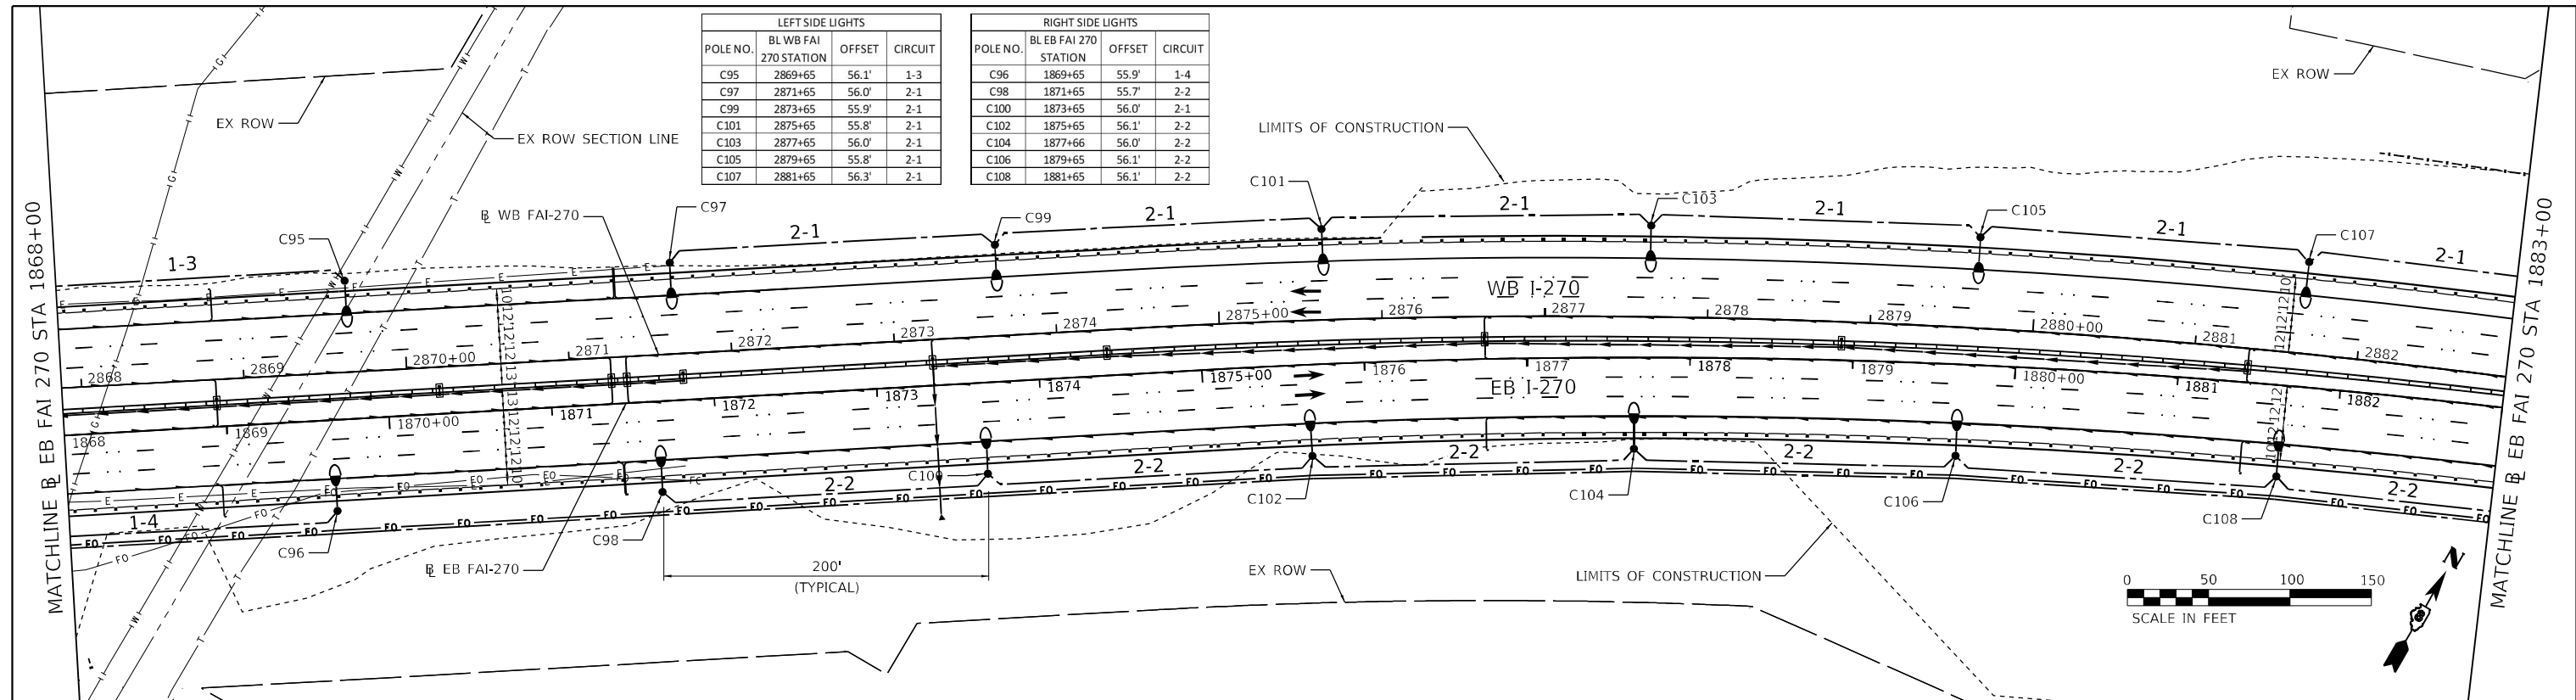 LEFT SIDE LIGHTS
POLE NO. BL WB FAI 270 STATION OFFSET CIRCUIT
C95 2869+65 56.1' 1-3
C97 2871+65 56.0' 2-1
C99 2873+65 55.9' 2-1
C101 2875+65 55.8' 2-1
C103 2877+65 56.0' 2-1
C105 2879+65 55.8' 2-1
C107 2881+65 56.3' 2-1
RIGHT SIDE LIGHTS
POLE NO. BL EB FAI 270 STATION OFFSET CIRCUIT
C96 1869+65 55.9' 1-4
C98 1871+65 55.7' 2-2
C100 1873+65 56.0' 2-1
C102 1875+65 56.1' 2-2
C104 1877+66 56.0' 2-2
C106 1879+65 56.1' 2-2
C108 1881+65 56.1' 2-2
EX ROW
EX ROW SECTION LINE
EX ROW
LIMITS OF CONSTRUCTION
MATCHLINE ℄ EB FAI 270 STA 1868+00
MATCHLINE ℄ EB FAI 270 STA 1883+00
C95
C97
C99
C101
C103
C105
C107
1-3
2-1
2-1
2-1
2-1
2-1
2-1
℄ WB FAI-270
WB I-270
2868
2869
2870+00
2871
2872
2873
2874
2875+00
2876
2877
2878
2879
2880+00
2881
2882
1868
1869
1870+00
1871
1872
1873
1874
1875+00
1876
1877
1878
1879
1880+00
1881
1882
EB I-270
1-4
2-2
2-2
2-2
2-2
2-2
2-2
C96
C98
C100
C102
C104
C106
C108
℄ EB FAI-270
200'
(TYPICAL)
EX ROW
LIMITS OF CONSTRUCTION
0 50 100 150
SCALE IN FEET
N